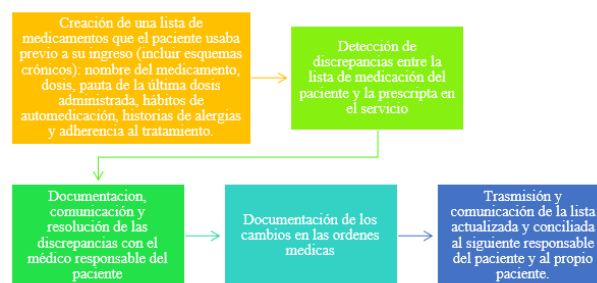 Creación de una lista de
medicamentos que el paciente usaba
previo a su ingreso (incluir esquemas
crónicos): nombre del medicamento,
dosis, pauta de la última dosis
administrada, hábitos de
automedicación, historias de alergias
y adherencia al tratamiento.
Detección de
discrepancias entre la
lista de medicación del
paciente y la prescripta en
el servicio
Documentacion,
comunicación y
resolución de las
discrepancias con el
médico responsable del
paciente
Documentación de los
cambios en las ordenes
medicas
Trasmisión y
comunicación de la lista
actualizada y conciliada
al siguiente responsable
del paciente y al propio
paciente.